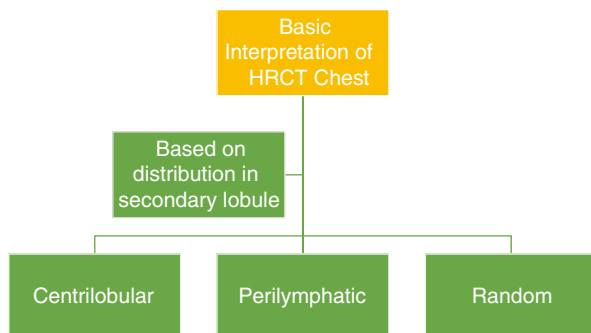 Basic
Interpretation of
HRCT Chest
Based on
distribution in
secondary lobule
Centrilobular
Perilymphatic
Random